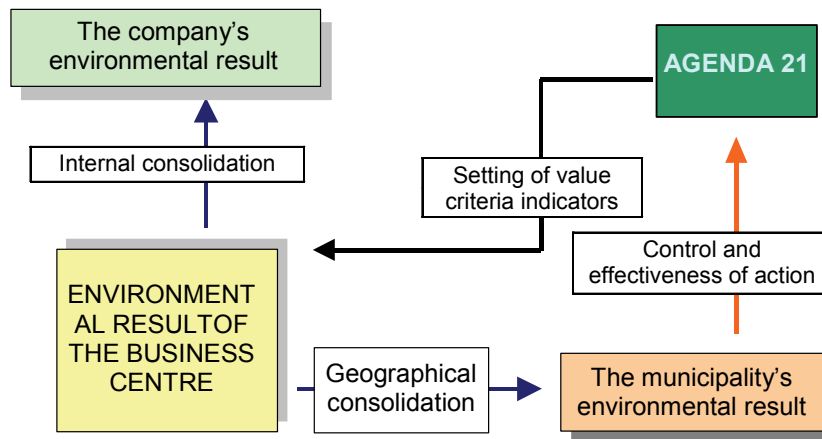 The company's
environmental result
AGENDA 21
Internal consolidation
Setting of value
criteria indicators
Control and
effectiveness of action
ENVIRONMENT
AL RESULTOF
THE BUSINESS
CENTRE
Geographical
consolidation
The municipality's
environmental result